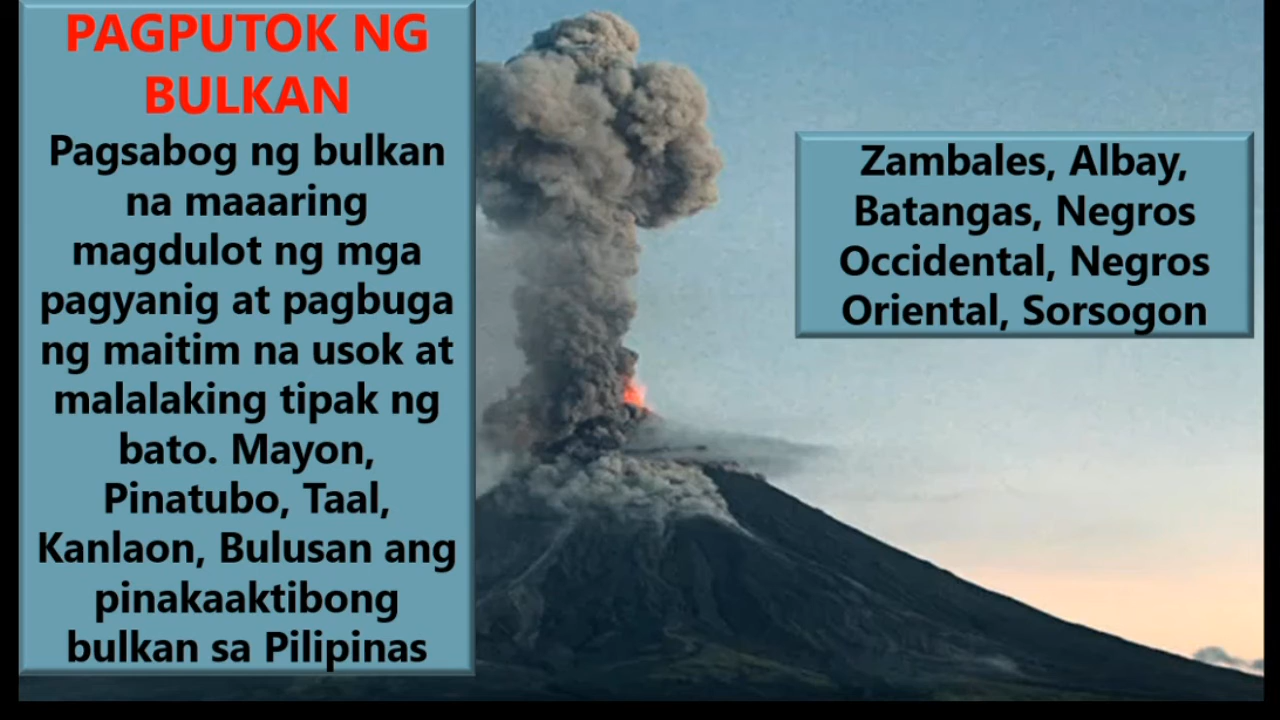 PAGPUTOK NG
BULKAN
Pagsabog ng bulkan
na maaaring
magdulot ng mga
pagyanig at pagbuga
ng maitim na usok at
malalaking tipak ng
bato. Mayon,
Pinatubo, Taal,
Kanlaon, Bulusan ang
pinakaaktibong
bulkan sa Pilipinas
Zambales, Albay,
Batangas, Negros
Occidental, Negros
Oriental, Sorsogon